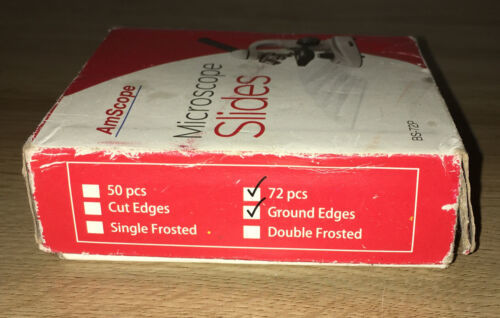 AmScope
Microscope
Slides
BS-72P
50 pcs
72 pcs
Cut Edges
Ground Edges
Single Frosted
Double Frosted